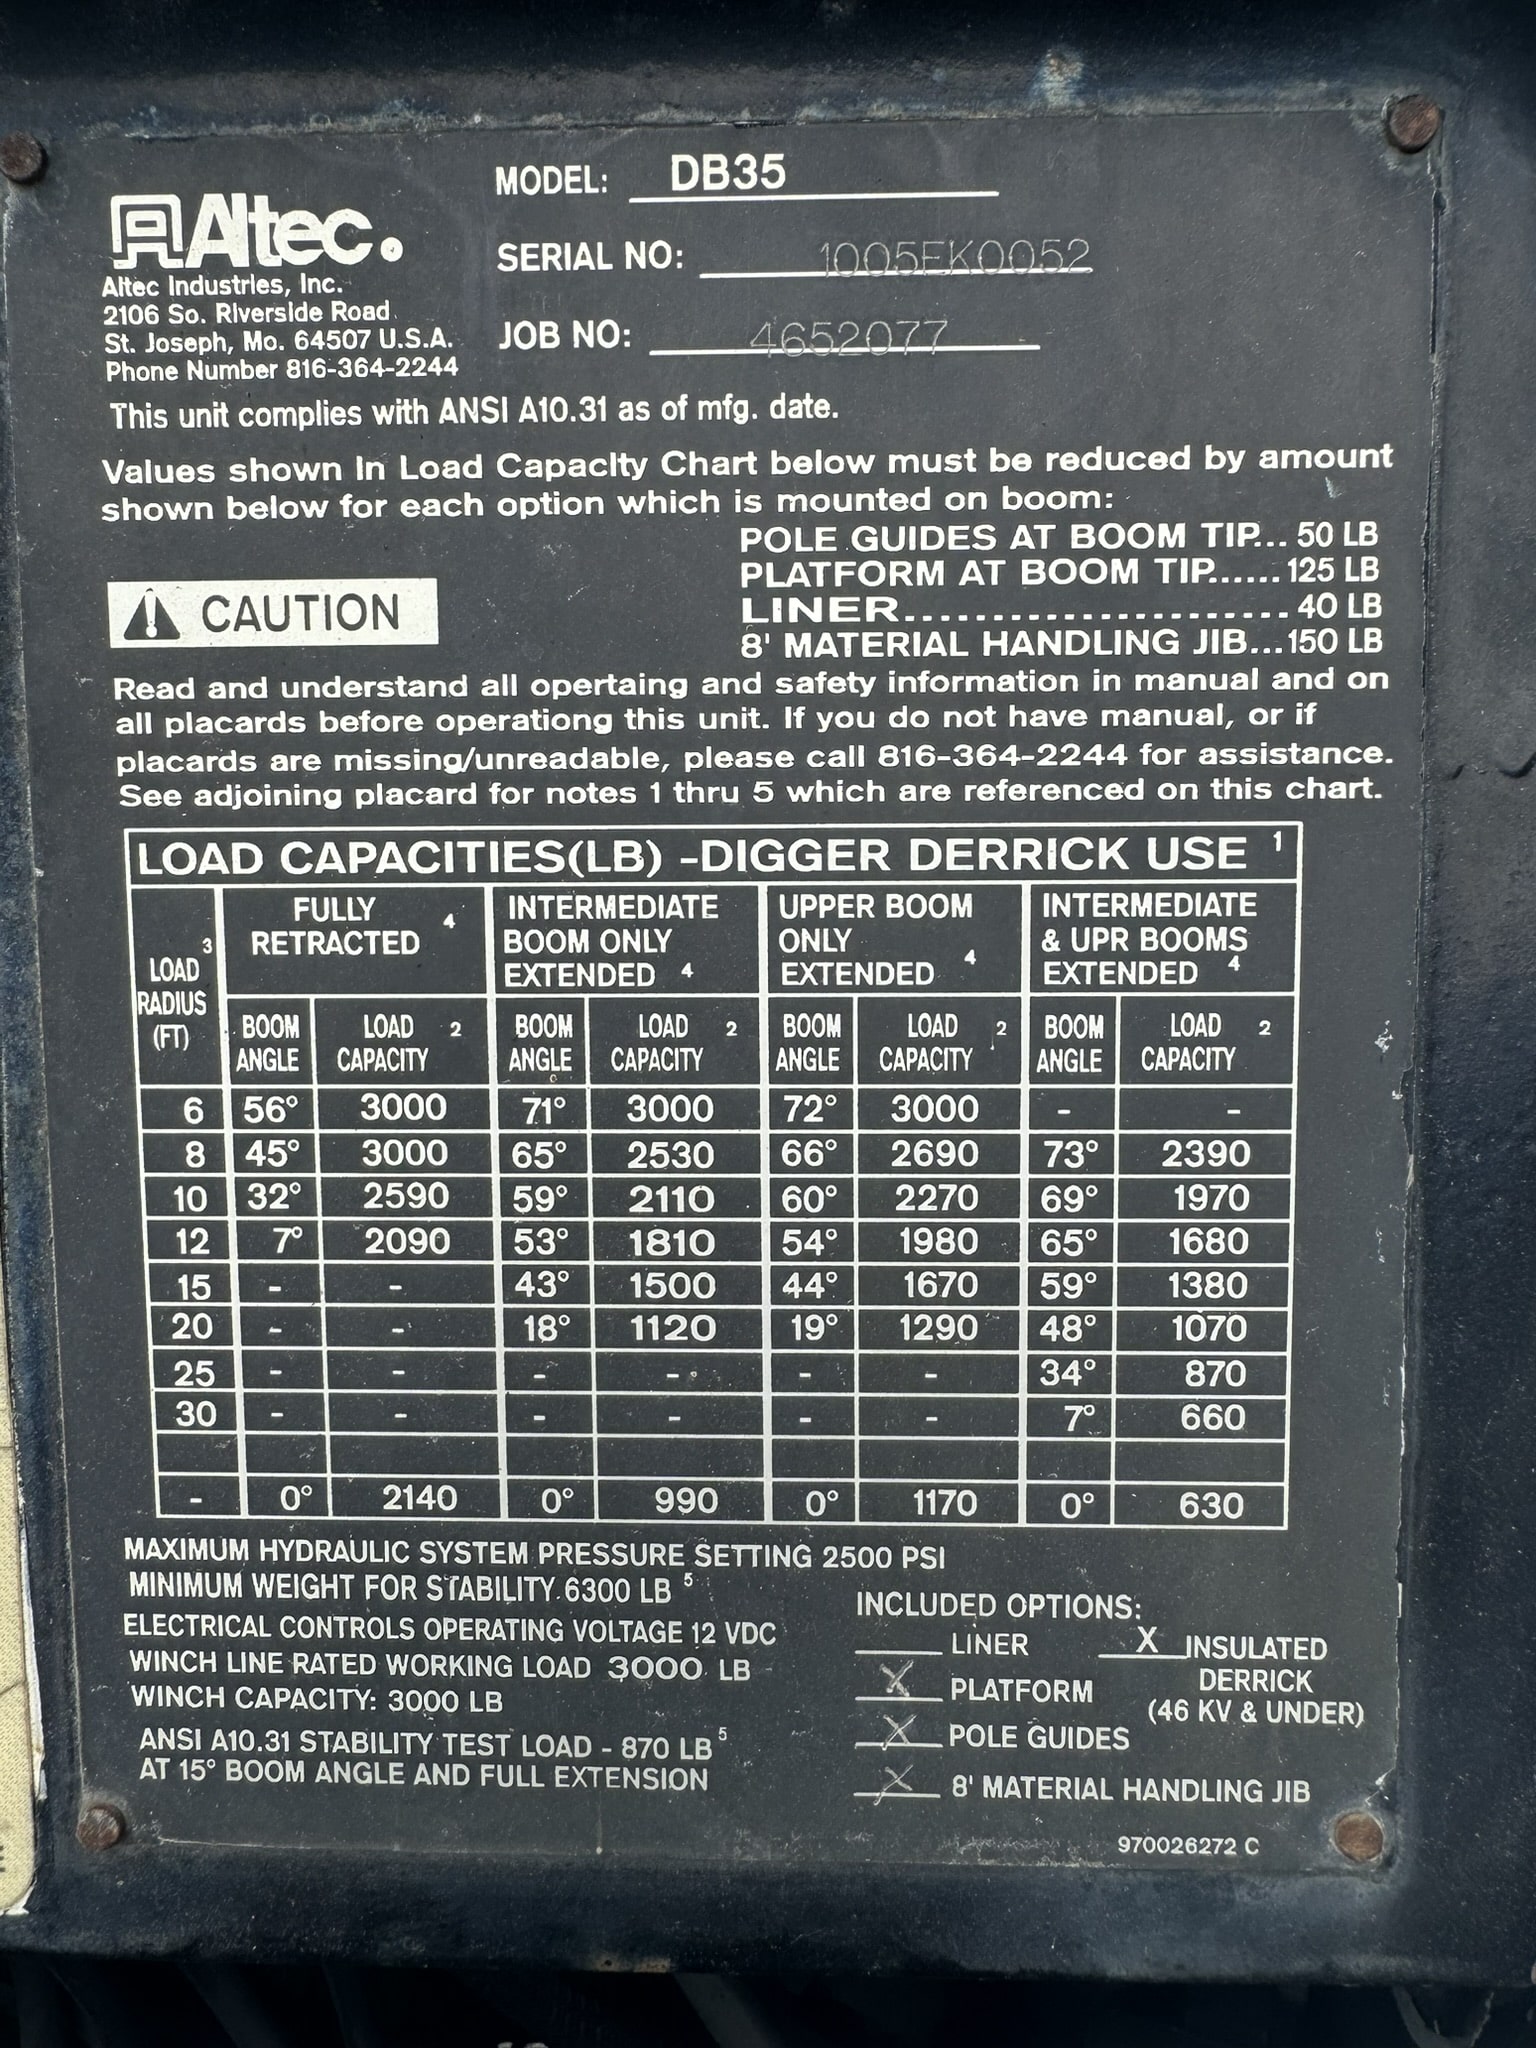 Altec.
Altec Industries, Inc.
2106 So. Riverside Road
St. Joseph, Mo. 64507 U.S.A.
Phone Number 816-364-2244
MODEL: DB35
SERIAL NO: 1005EK0052
JOB NO: 4652077
This unit complies with ANSI A10.31 as of mfg. date.
Values shown in Load Capacity Chart below must be reduced by amount
shown below for each option which is mounted on boom:
POLE GUIDES AT BOOM TIP... 50 LB
PLATFORM AT BOOM TIP...... 125 LB
LINER........................ 40 LB
8' MATERIAL HANDLING JIB... 150 LB
CAUTION
Read and understand all opertaing and safety information in manual and on
all placards before operationg this unit. If you do not have manual, or if
placards are missing/unreadable, please call 816-364-2244 for assistance.
See adjoining placard for notes 1 thru 5 which are referenced on this chart.
LOAD CAPACITIES(LB) -DIGGER DERRICK USE 1
LOAD RADIUS (FT) 3
FULLY RETRACTED 4
INTERMEDIATE BOOM ONLY EXTENDED 4
UPPER BOOM ONLY EXTENDED 4
INTERMEDIATE & UPR BOOMS EXTENDED 4
BOOM ANGLE LOAD CAPACITY 2 BOOM ANGLE LOAD CAPACITY 2 BOOM ANGLE LOAD CAPACITY 2 BOOM ANGLE LOAD CAPACITY 2
6 56° 3000 71° 3000 72° 3000 - -
8 45° 3000 65° 2530 66° 2690 73° 2390
10 32° 2590 59° 2110 60° 2270 69° 1970
12 7° 2090 53° 1810 54° 1980 65° 1680
15 - - 43° 1500 44° 1670 59° 1380
20 - - 18° 1120 19° 1290 48° 1070
25 - - - - - - 34° 870
30 - - - - - - 7° 660
- 0° 2140 0° 990 0° 1170 0° 630
MAXIMUM HYDRAULIC SYSTEM PRESSURE SETTING 2500 PSI
MINIMUM WEIGHT FOR STABILITY 6300 LB 5
ELECTRICAL CONTROLS OPERATING VOLTAGE 12 VDC
WINCH LINE RATED WORKING LOAD 3000 LB
WINCH CAPACITY: 3000 LB
ANSI A10.31 STABILITY TEST LOAD - 870 LB 5
AT 15° BOOM ANGLE AND FULL EXTENSION
INCLUDED OPTIONS:
LINER
X PLATFORM
X POLE GUIDES
X 8' MATERIAL HANDLING JIB
X INSULATED
DERRICK
(46 KV & UNDER)
970026272 C